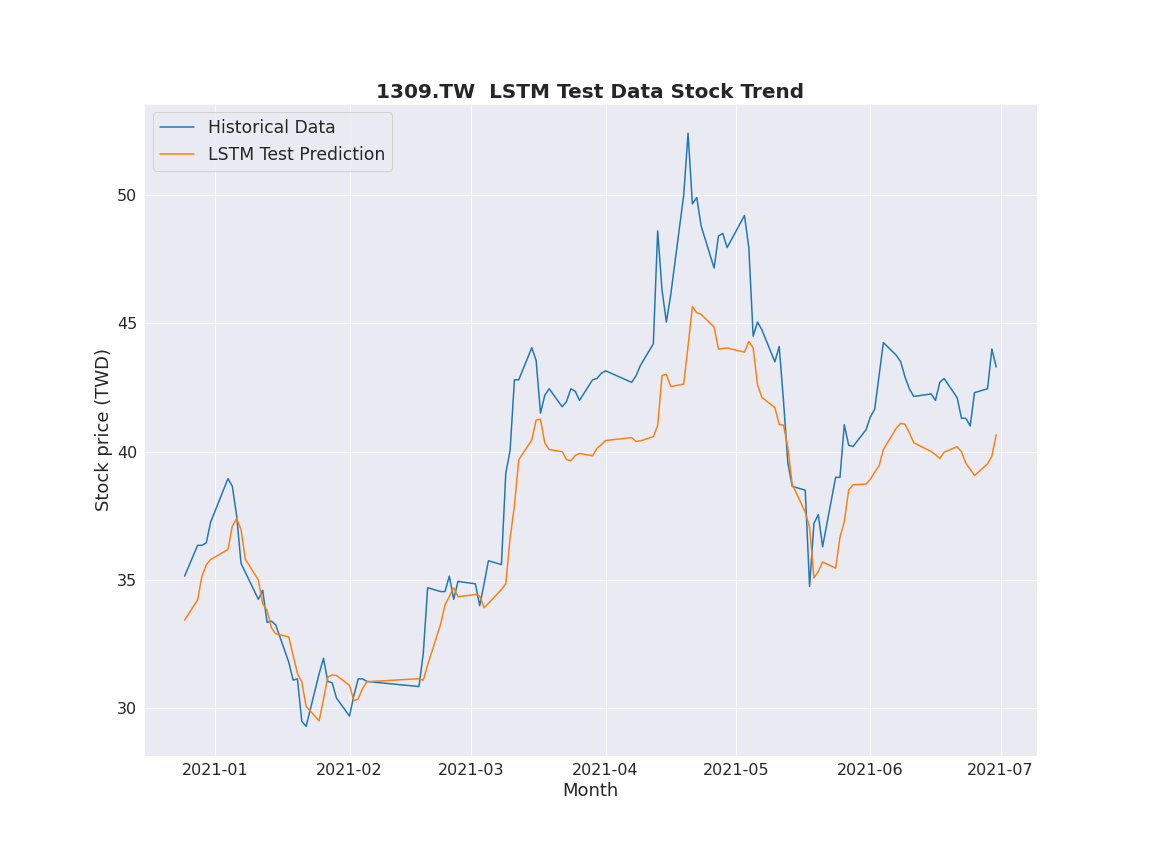 1309.TW  LSTM Test Data Stock Trend
Historical Data
LSTM Test Prediction
50
45
40
35
30
Stock price (TWD)
2021-01 2021-02 2021-03 2021-04 2021-05 2021-06 2021-07
Month